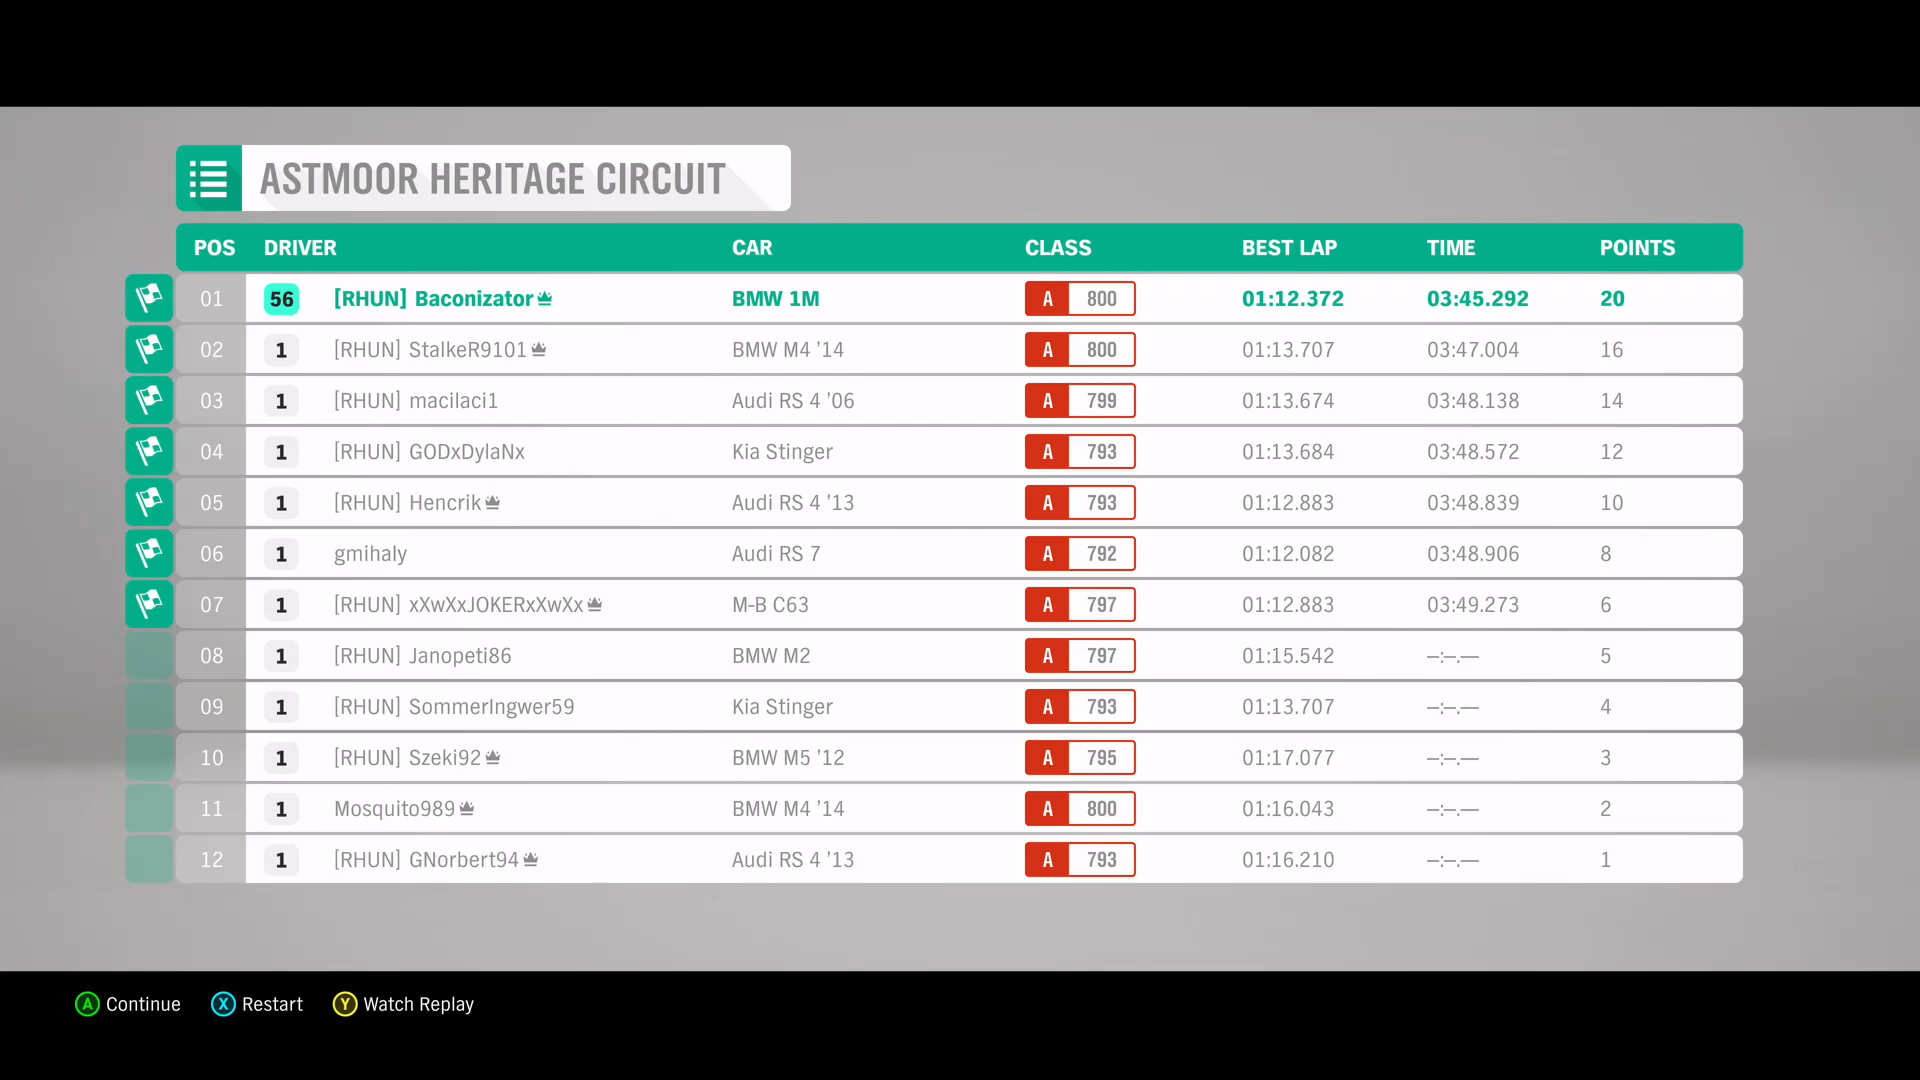 ASTMOOR HERITAGE CIRCUIT
POS DRIVER CAR CLASS BEST LAP TIME POINTS
01 56 [RHUN] Baconizator BMW 1M A 800 01:12.372 03:45.292 20
02 1 [RHUN] StalkeR9101 BMW M4 '14 A 800 01:13.707 03:47.004 16
03 1 [RHUN] macilaci1 Audi RS 4 '06 A 799 01:13.674 03:48.138 14
04 1 [RHUN] GODxDylaNx Kia Stinger A 793 01:13.684 03:48.572 12
05 1 [RHUN] Hencrik Audi RS 4 '13 A 793 01:12.883 03:48.839 10
06 1 gmihaly Audi RS 7 A 792 01:12.082 03:48.906 8
07 1 [RHUN] xXwXxJOKERxXwXx M-B C63 A 797 01:12.883 03:49.273 6
08 1 [RHUN] Janopeti86 BMW M2 A 797 01:15.542 –:–.— 5
09 1 [RHUN] SommerIngwer59 Kia Stinger A 793 01:13.707 –:–.— 4
10 1 [RHUN] Szeki92 BMW M5 '12 A 795 01:17.077 –:–.— 3
11 1 Mosquito989 BMW M4 '14 A 800 01:16.043 –:–.— 2
12 1 [RHUN] GNorbert94 Audi RS 4 '13 A 793 01:16.210 –:–.— 1
A Continue X Restart Y Watch Replay